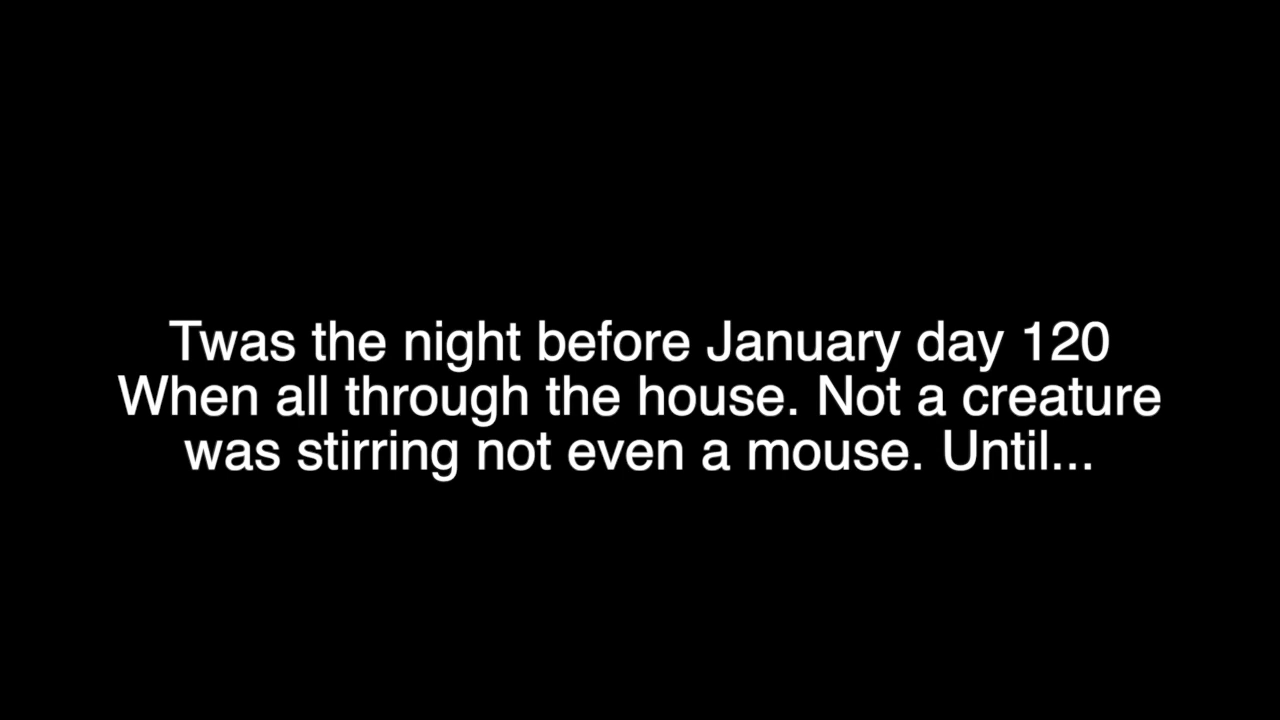 Twas the night before January day 120
When all through the house. Not a creature
was stirring not even a mouse. Until...